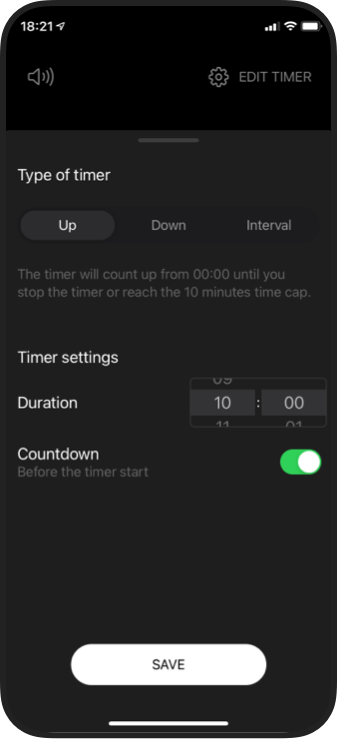 18:21
EDIT TIMER
Type of timer
Up Down Interval
The timer will count up from 00:00 until you
stop the timer or reach the 10 minutes time cap.
Timer settings
09
Duration 10 : 00
11 01
Countdown
Before the timer start
SAVE